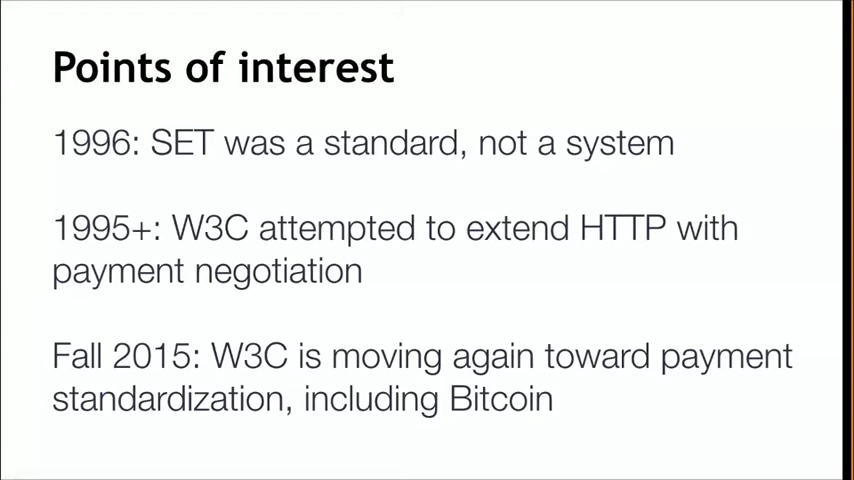 Points of interest
1996: SET was a standard, not a system
1995+: W3C attempted to extend HTTP with
payment negotiation
Fall 2015: W3C is moving again toward payment
standardization, including Bitcoin